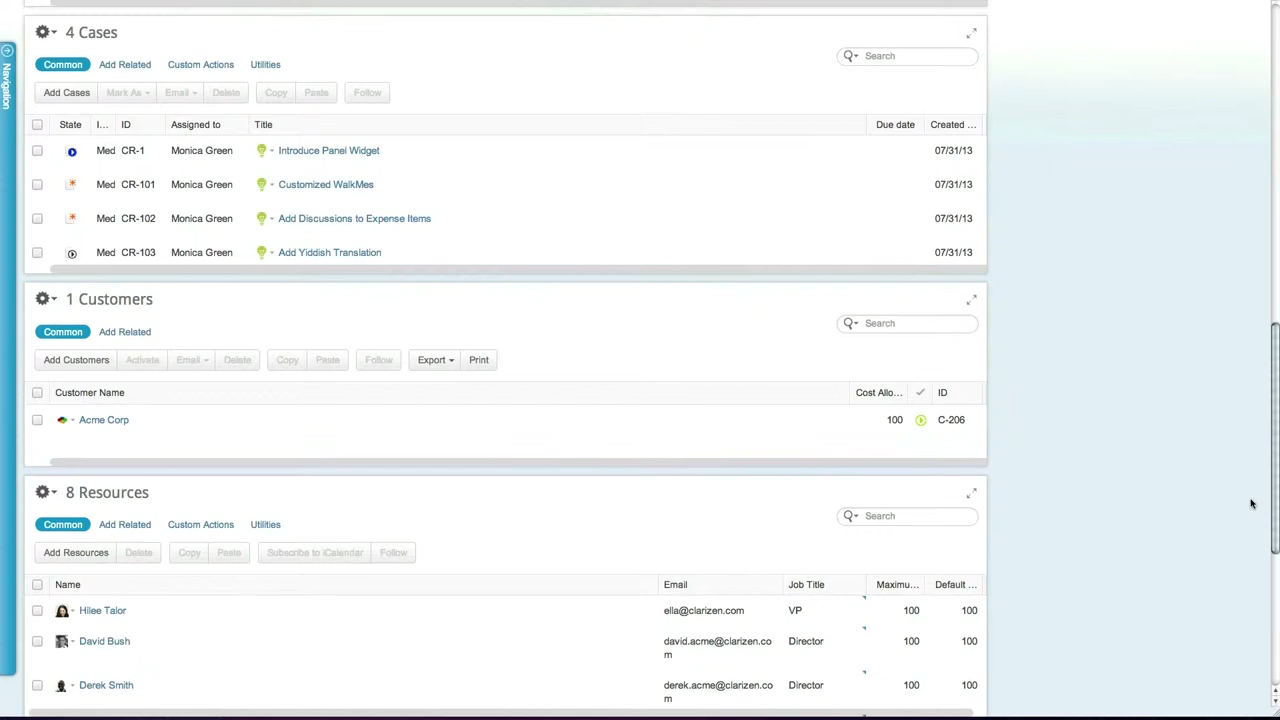 Navigation
4 Cases
Common Add Related Custom Actions Utilities
Search
Add Cases Mark As Email Delete Copy Paste Follow
State I... ID Assigned to Title Due date Created ...
Med CR-1 Monica Green Introduce Panel Widget 07/31/13
Med CR-101 Monica Green Customized WalkMes 07/31/13
Med CR-102 Monica Green Add Discussions to Expense Items 07/31/13
Med CR-103 Monica Green Add Yiddish Translation 07/31/13
1 Customers
Search
Common Add Related
Add Customers Activate Email Delete Copy Paste Follow Export Print
Customer Name Cost Allo... ID
Acme Corp 100 C-206
8 Resources
Search
Common Add Related Custom Actions Utilities
Add Resources Delete Copy Paste Subscribe to iCalendar Follow
Name Email Job Title Maximu... Default ...
Hilee Talor ella@clarizen.com VP 100 100
David Bush david.acme@clarizen.co Director 100 100
m
Derek Smith derek.acme@clarizen.co Director 100 100
m